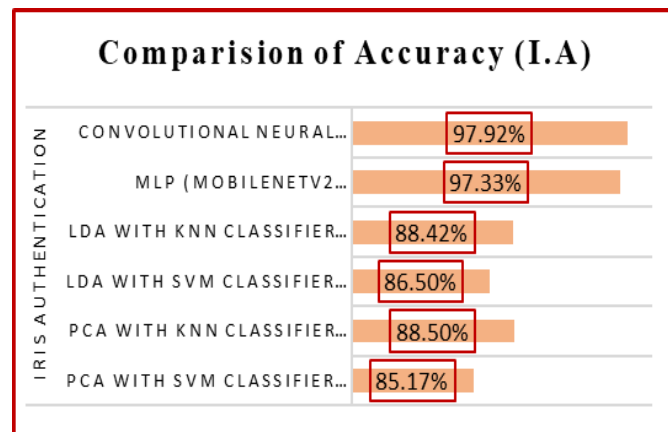 Comparision of Accuracy (I.A)
IRIS AUTHENTICATION
CONVOLUTIONAL NEURAL... 97.92%
MLP (MOBILENETV2... 97.33%
LDA WITH KNN CLASSIFIER... 88.42%
LDA WITH SVM CLASSIFIER... 86.50%
PCA WITH KNN CLASSIFIER... 88.50%
PCA WITH SVM CLASSIFIER... 85.17%